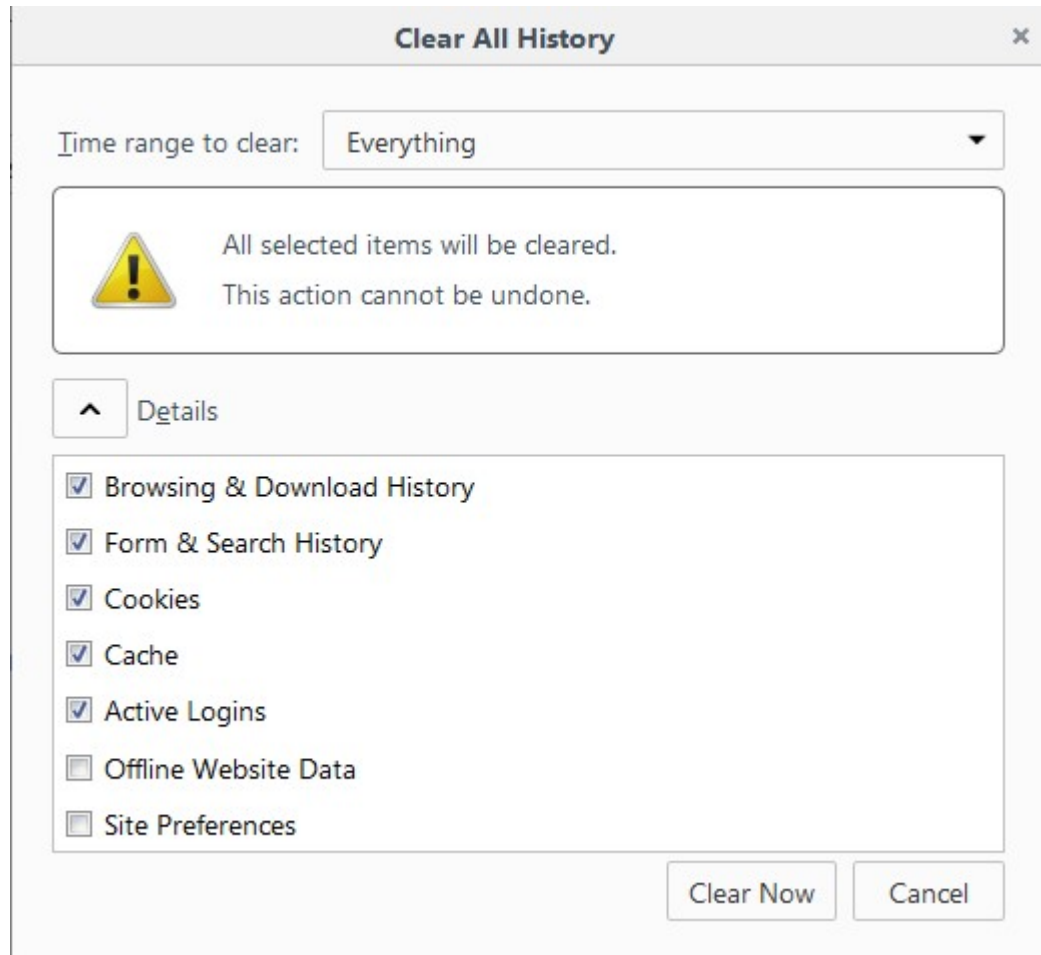 Clear All History
Time range to clear: Everything
All selected items will be cleared.
This action cannot be undone.
Details
Browsing & Download History
Form & Search History
Cookies
Cache
Active Logins
Offline Website Data
Site Preferences
Clear Now Cancel